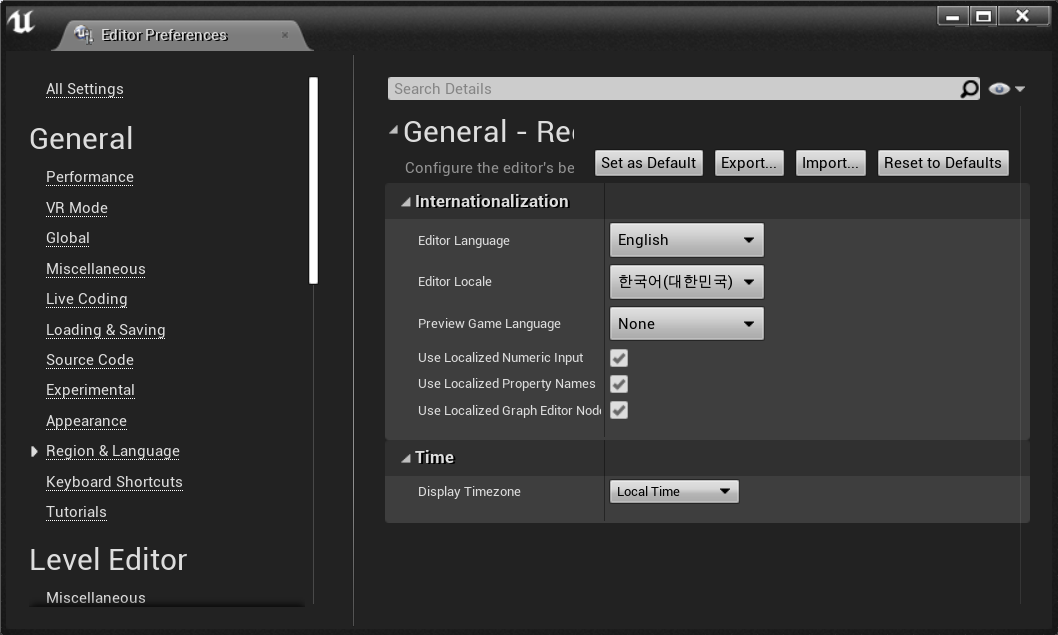 Editor Preferences
All Settings
General
Performance
VR Mode
Global
Miscellaneous
Live Coding
Loading & Saving
Source Code
Experimental
Appearance
Region & Language
Keyboard Shortcuts
Tutorials
Level Editor
Miscellaneous
Search Details
General - Re
Configure the editor's be
Set as Default
Export...
Import...
Reset to Defaults
Internationalization
Editor Language
English
Editor Locale
한국어(대한민국)
Preview Game Language
None
Use Localized Numeric Input
Use Localized Property Names
Use Localized Graph Editor Node
Time
Display Timezone
Local Time